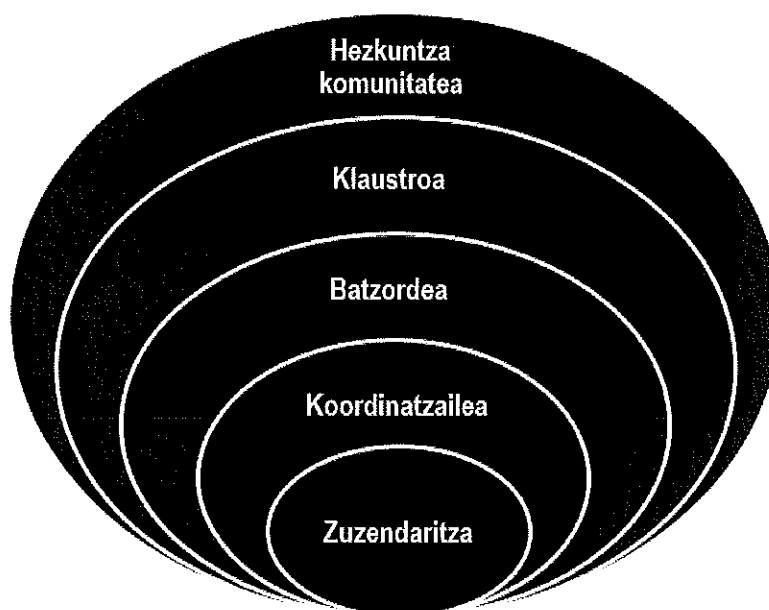 Hezkuntza
komunitatea
Klaustroa
Batzordea
Koordinatzailea
Zuzendaritza